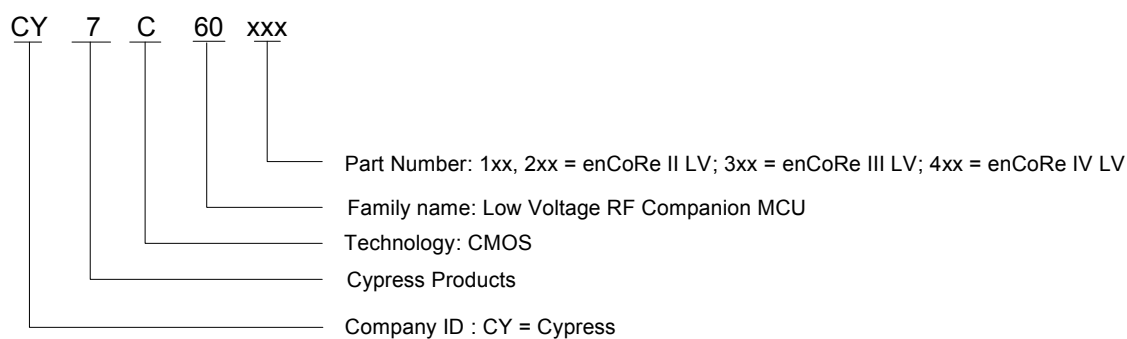 CY 7 C 60 xxx
Part Number: 1xx, 2xx = enCoRe II LV; 3xx = enCoRe III LV; 4xx = enCoRe IV LV
Family name: Low Voltage RF Companion MCU
Technology: CMOS
Cypress Products
Company ID : CY = Cypress